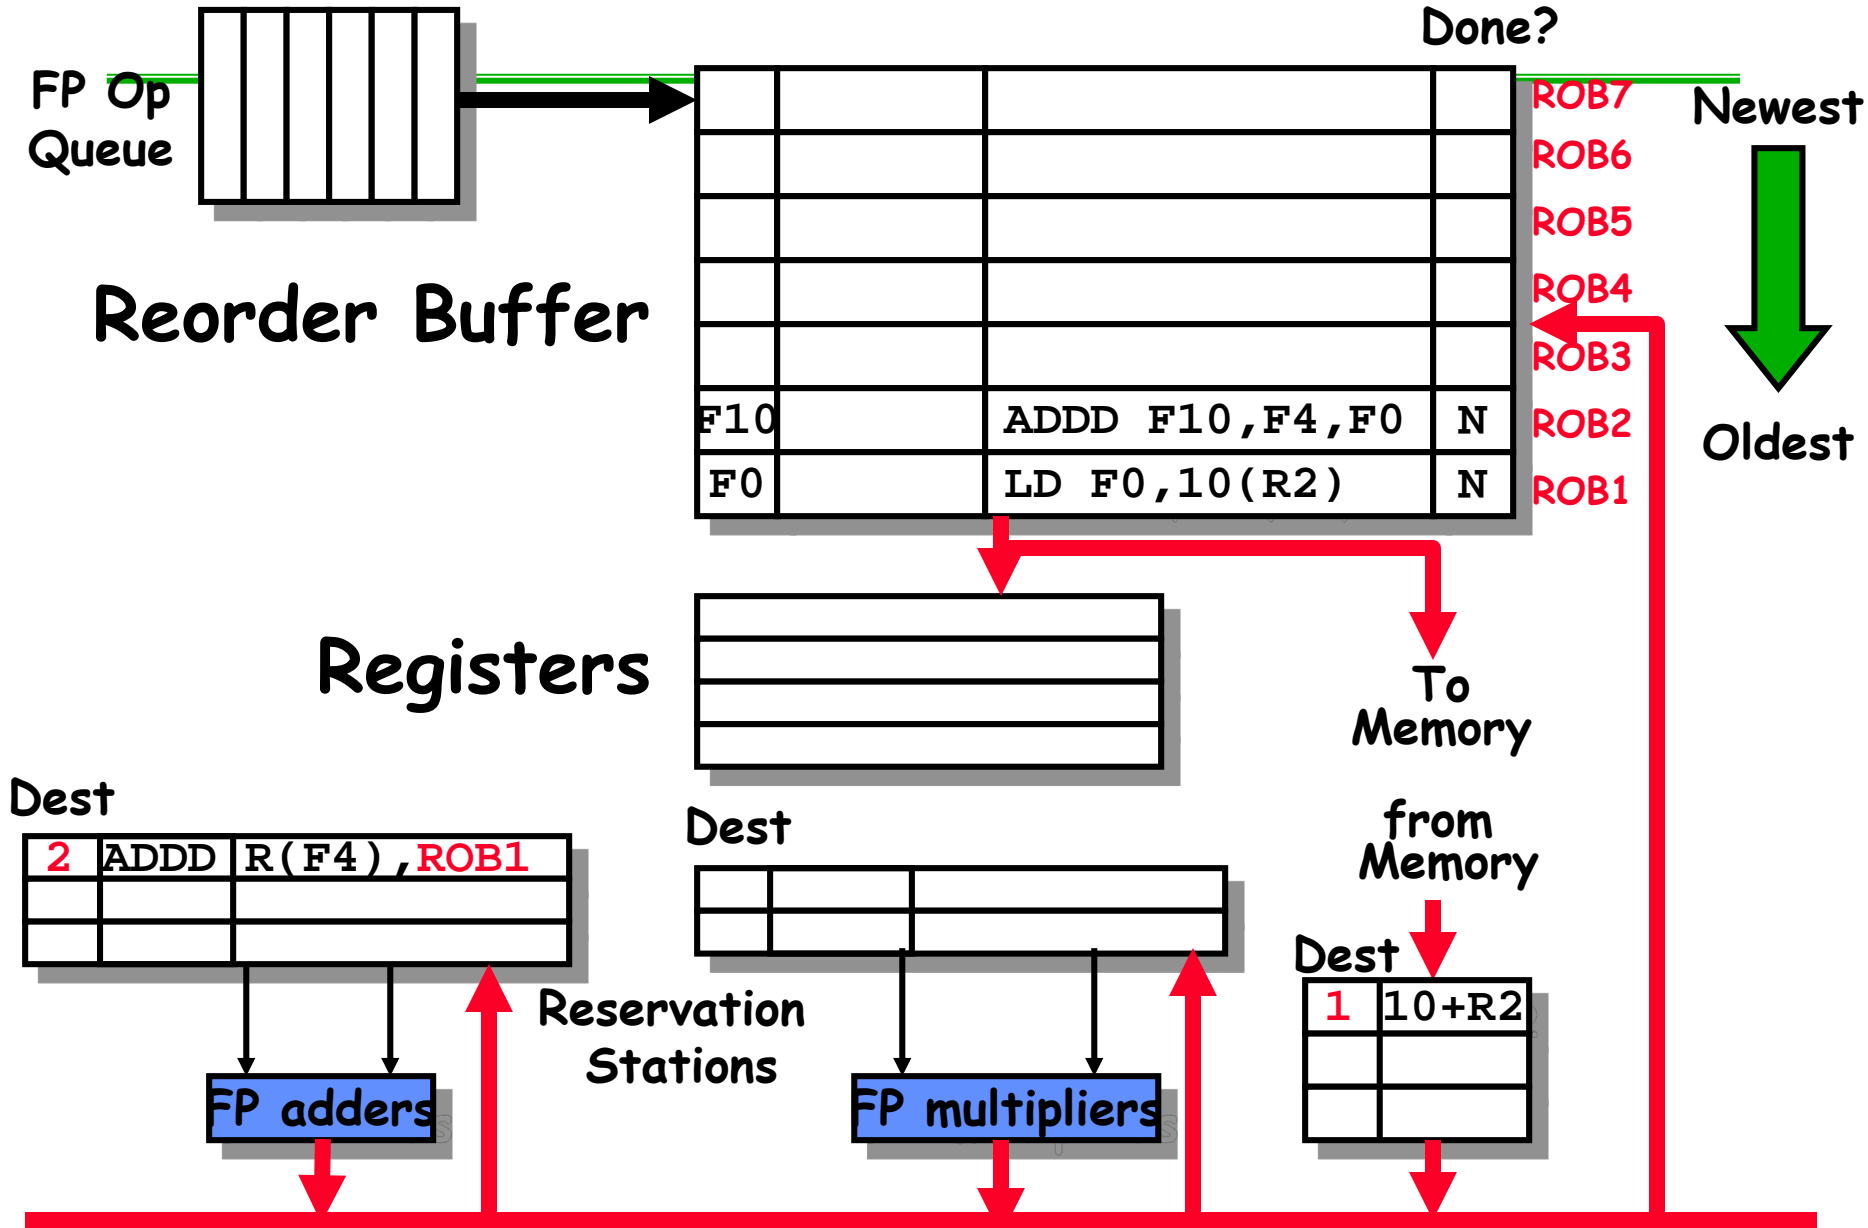 Done?
FP Op
Queue
ROB7
Newest
ROB6
ROB5
Reorder Buffer
ROB4
ROB3
F10 ADDD F10,F4,F0 N ROB2
Oldest
F0 LD F0,10(R2) N ROB1
Registers
To
Memory
Dest
2 ADDD R(F4),ROB1
Dest
from
Memory
Dest
1 10+R2
Reservation
Stations
FP adders
FP multipliers